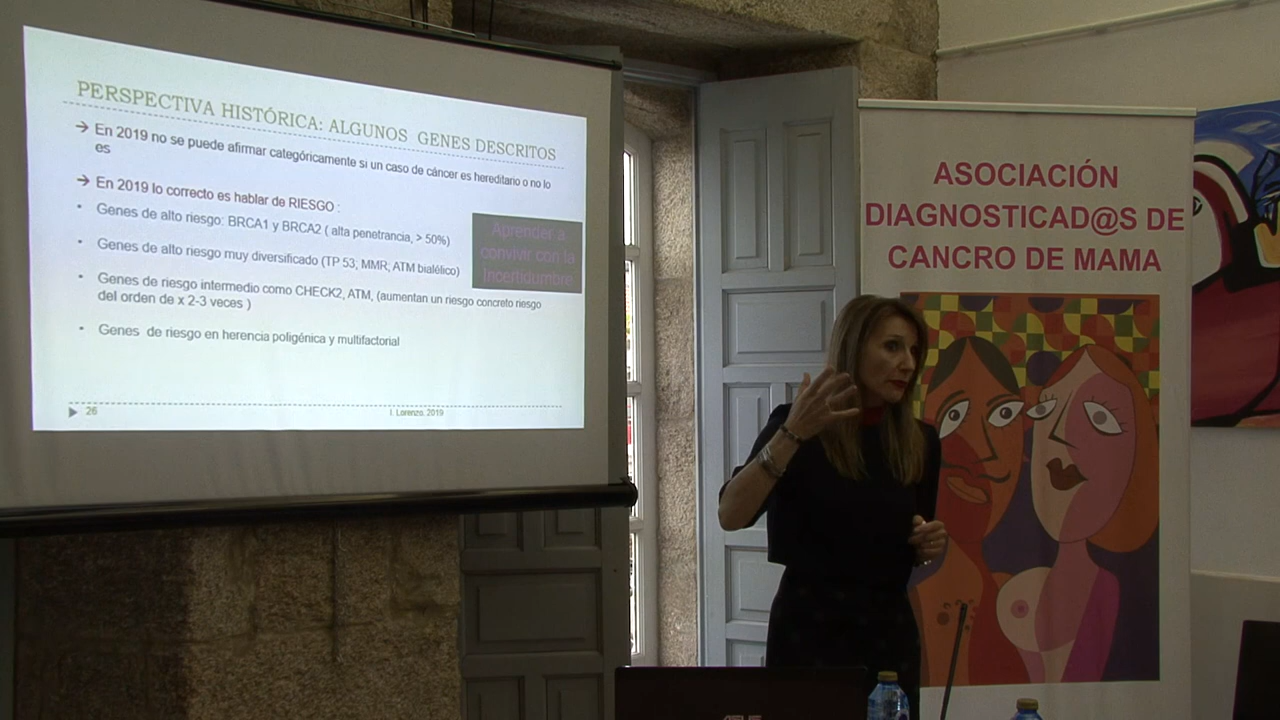 PERSPECTIVA HISTÓRICA: ALGUNOS GENES DESCRITOS
→ En 2019 no se puede afirmar categóricamente si un caso de cáncer es hereditario o no lo
es
→ En 2019 lo correcto es hablar de RIESGO :
• Genes de alto riesgo: BRCA1 y BRCA2 ( alta penetrancia, > 50%)
• Genes de alto riesgo muy diversificado (TP 53; MMR; ATM bialélico)
• Genes de riesgo intermedio como CHECK2, ATM, (aumentan un riesgo concreto riesgo
del orden de x 2-3 veces )
• Genes de riesgo en herencia poligénica y multifactorial
Aprender a
convivir con la
incertidumbre
26
I. Lorenzo, 2019
ASOCIACIÓN
DIAGNOSTICAD@S DE
CANCRO DE MAMA
ASUS